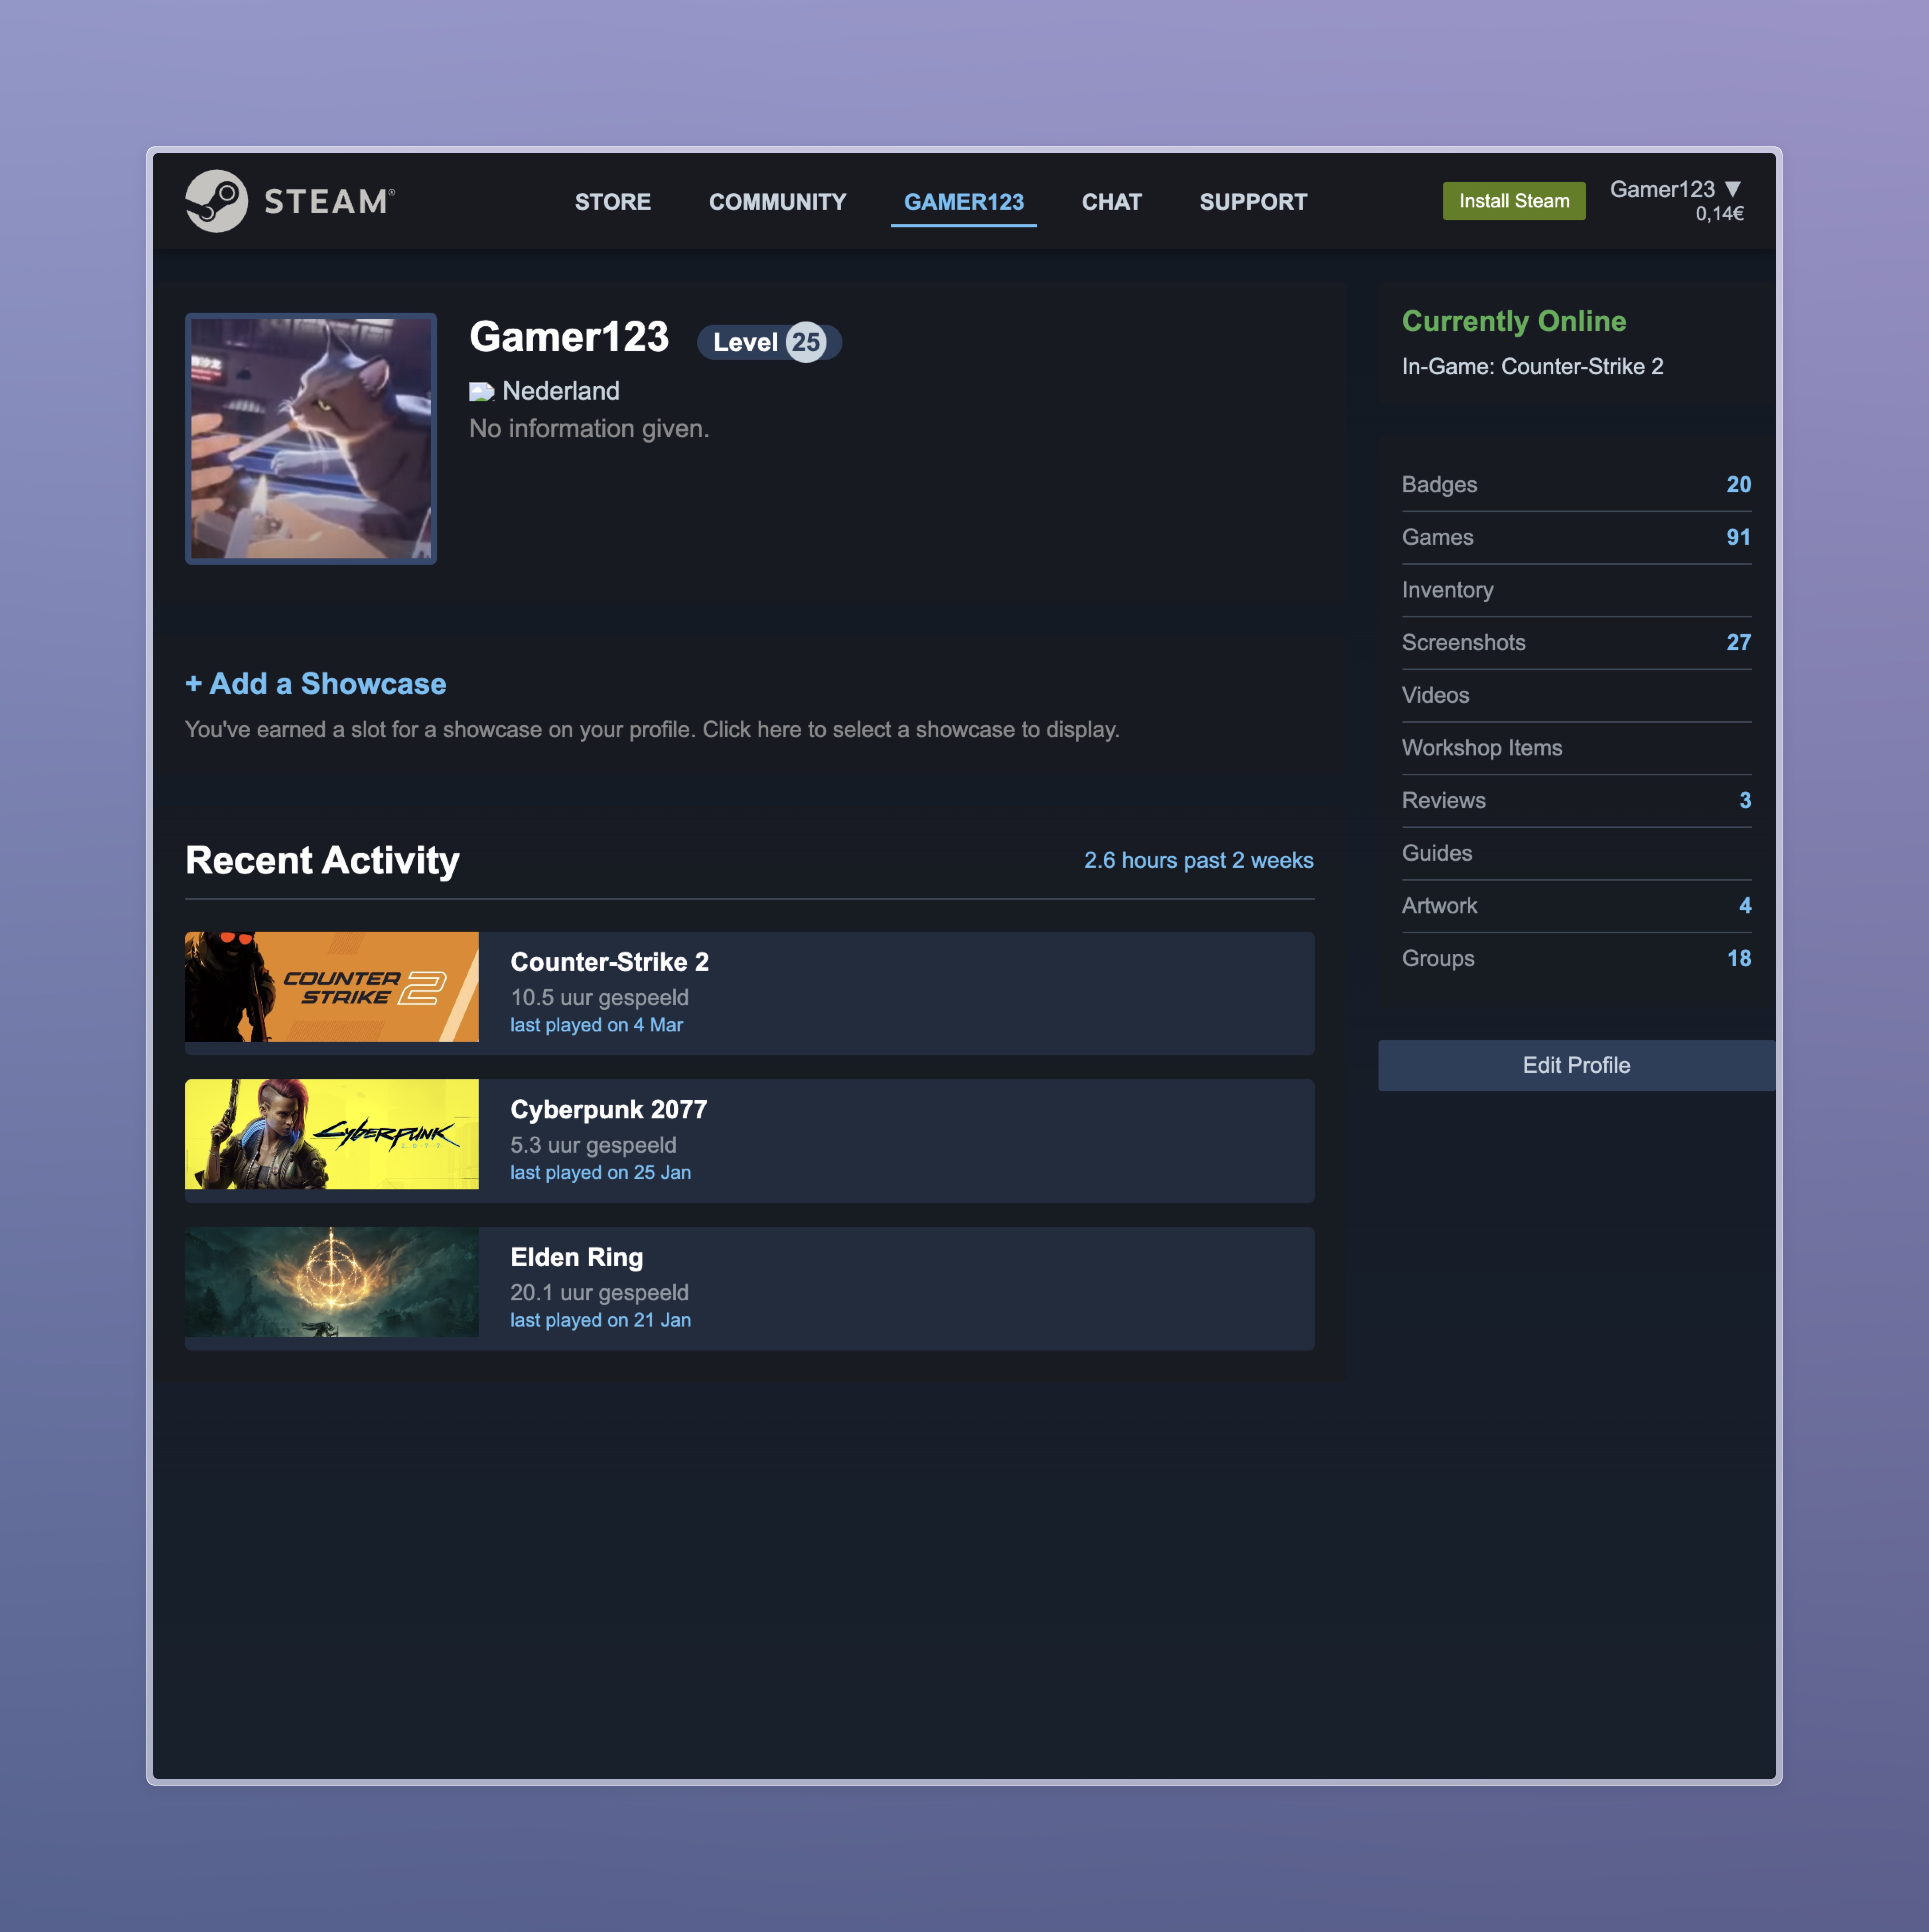 STEAM®
STORE COMMUNITY GAMER123 CHAT SUPPORT
Install Steam
Gamer123 ▼
0,14€
Gamer123
Level 25
Nederland
No information given.
+ Add a Showcase
You've earned a slot for a showcase on your profile. Click here to select a showcase to display.
Recent Activity
2.6 hours past 2 weeks
COUNTER
STRIKE 2
Counter-Strike 2
10.5 uur gespeeld
last played on 4 Mar
CYBERPUNK
2077
Cyberpunk 2077
5.3 uur gespeeld
last played on 25 Jan
Elden Ring
20.1 uur gespeeld
last played on 21 Jan
Currently Online
In-Game: Counter-Strike 2
Badges 20
Games 91
Inventory
Screenshots 27
Videos
Workshop Items
Reviews 3
Guides
Artwork 4
Groups 18
Edit Profile